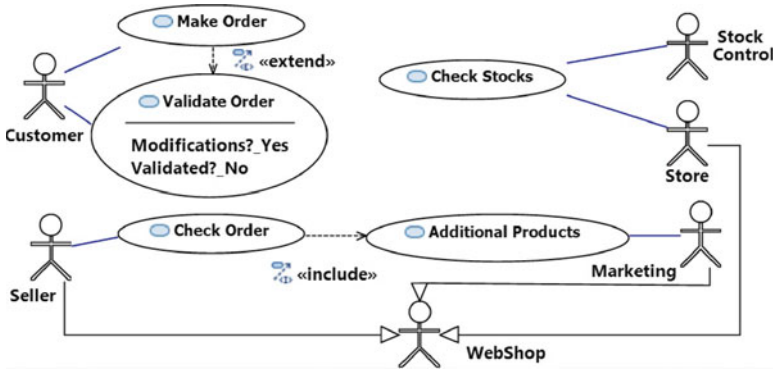 Make Order
«extend»
Customer
Validate Order
Modifications?_Yes
Validated?_No
Check Stocks
Stock
Control
Store
Seller
Check Order
«include»
Additional Products
Marketing
WebShop